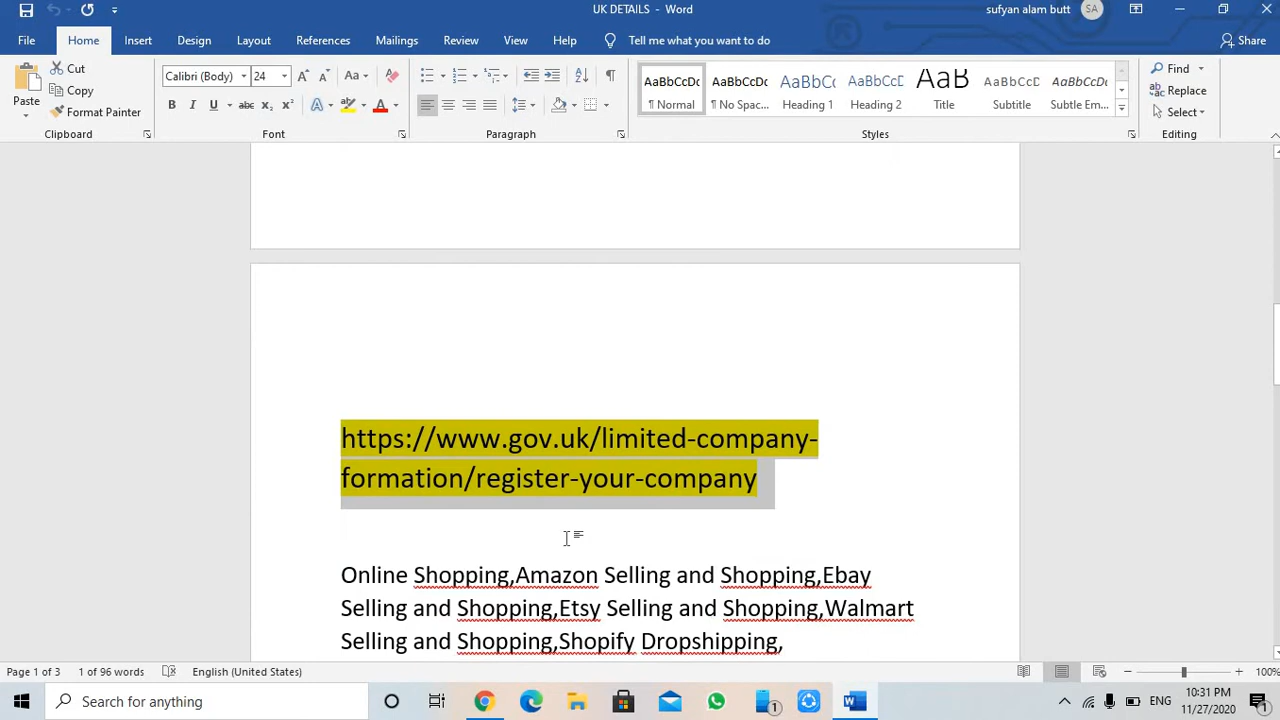 UK DETAILS - Word
sufyan alam butt
SA
File
Home
Insert
Design
Layout
References
Mailings
Review
View
Help
Tell me what you want to do
Share
Paste
Cut
Copy
Format Painter
Clipboard
Calibri (Body)
24
Font
Paragraph
AaBbCcDc
¶ Normal
AaBbCcDc
¶ No Spac...
AaBbCc
Heading 1
AaBbCcD
Heading 2
AaB
Title
AaBbCcD
Subtitle
AaBbCcDc
Subtle Em...
Styles
Find
Replace
Select
Editing
https://www.gov.uk/limited-company-
formation/register-your-company
Online Shopping,Amazon Selling and Shopping,Ebay
Selling and Shopping,Etsy Selling and Shopping,Walmart
Selling and Shopping,Shopify Dropshipping,
Page 1 of 3
1 of 96 words
English (United States)
100%
Search for anything
1
ENG
10:31 PM
11/27/2020
1